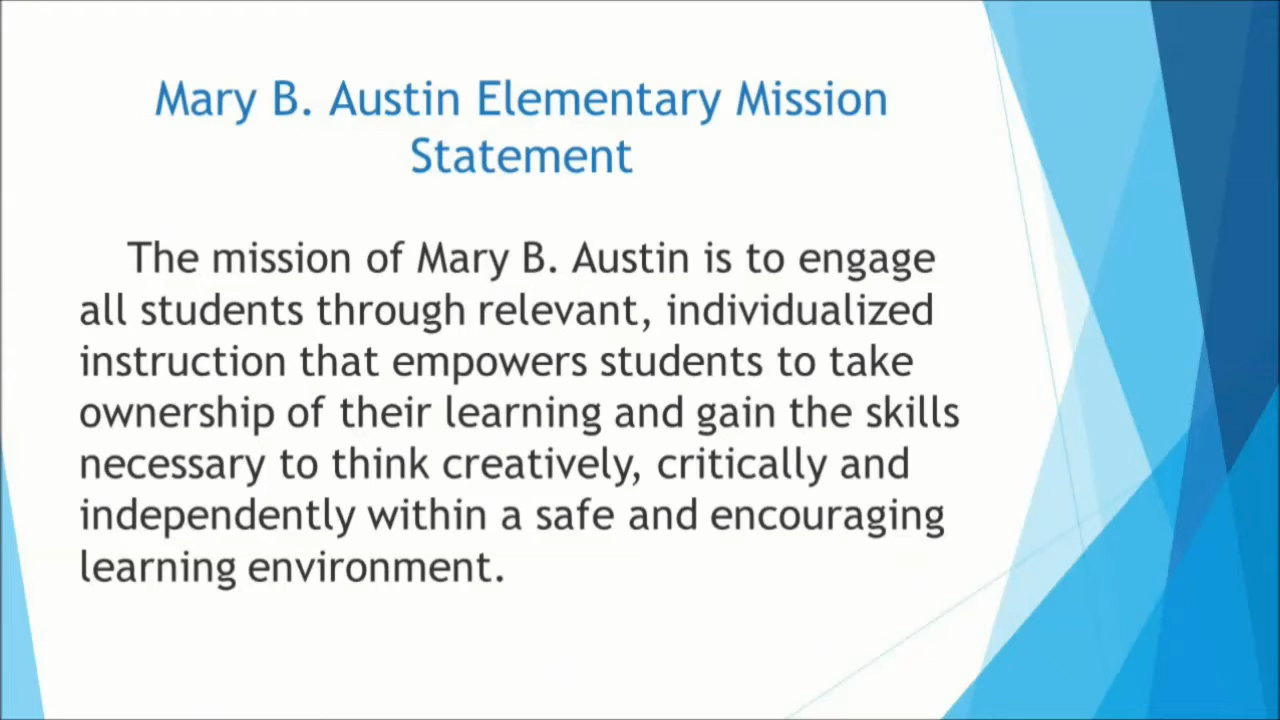 Mary B. Austin Elementary Mission
Statement
The mission of Mary B. Austin is to engage
all students through relevant, individualized
instruction that empowers students to take
ownership of their learning and gain the skills
necessary to think creatively, critically and
independently within a safe and encouraging
learning environment.